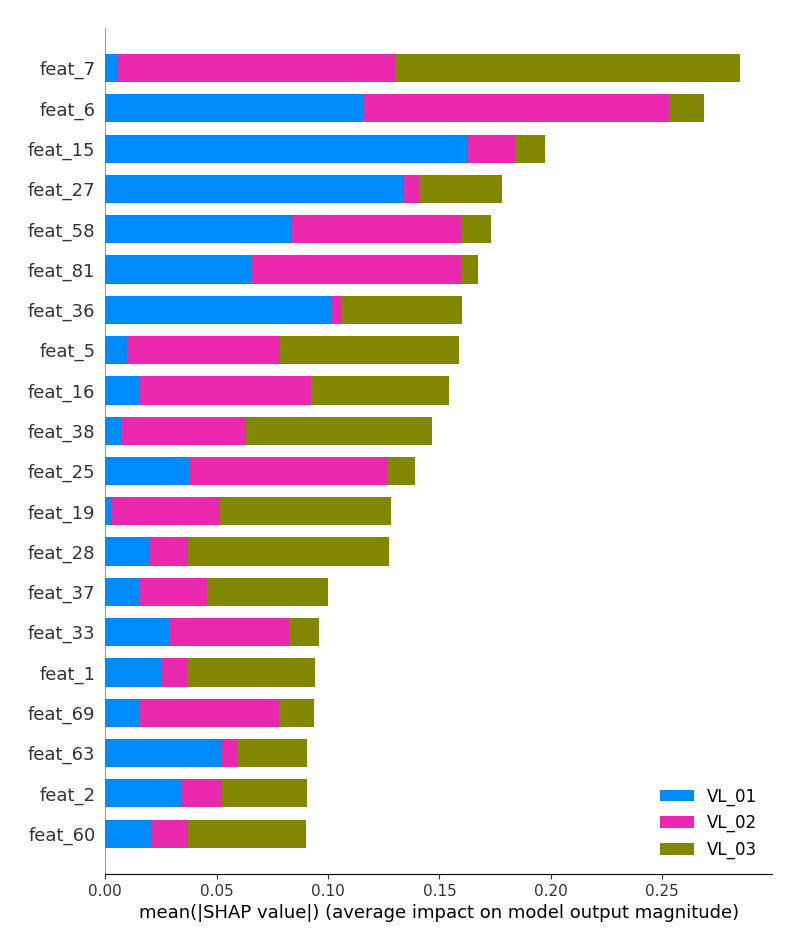 feat_7
feat_6
feat_15
feat_27
feat_58
feat_81
feat_36
feat_5
feat_16
feat_38
feat_25
feat_19
feat_28
feat_37
feat_33
feat_1
feat_69
feat_63
feat_2
feat_60
VL_01
VL_02
VL_03
0.00 0.05 0.10 0.15 0.20 0.25
mean(|SHAP value|) (average impact on model output magnitude)